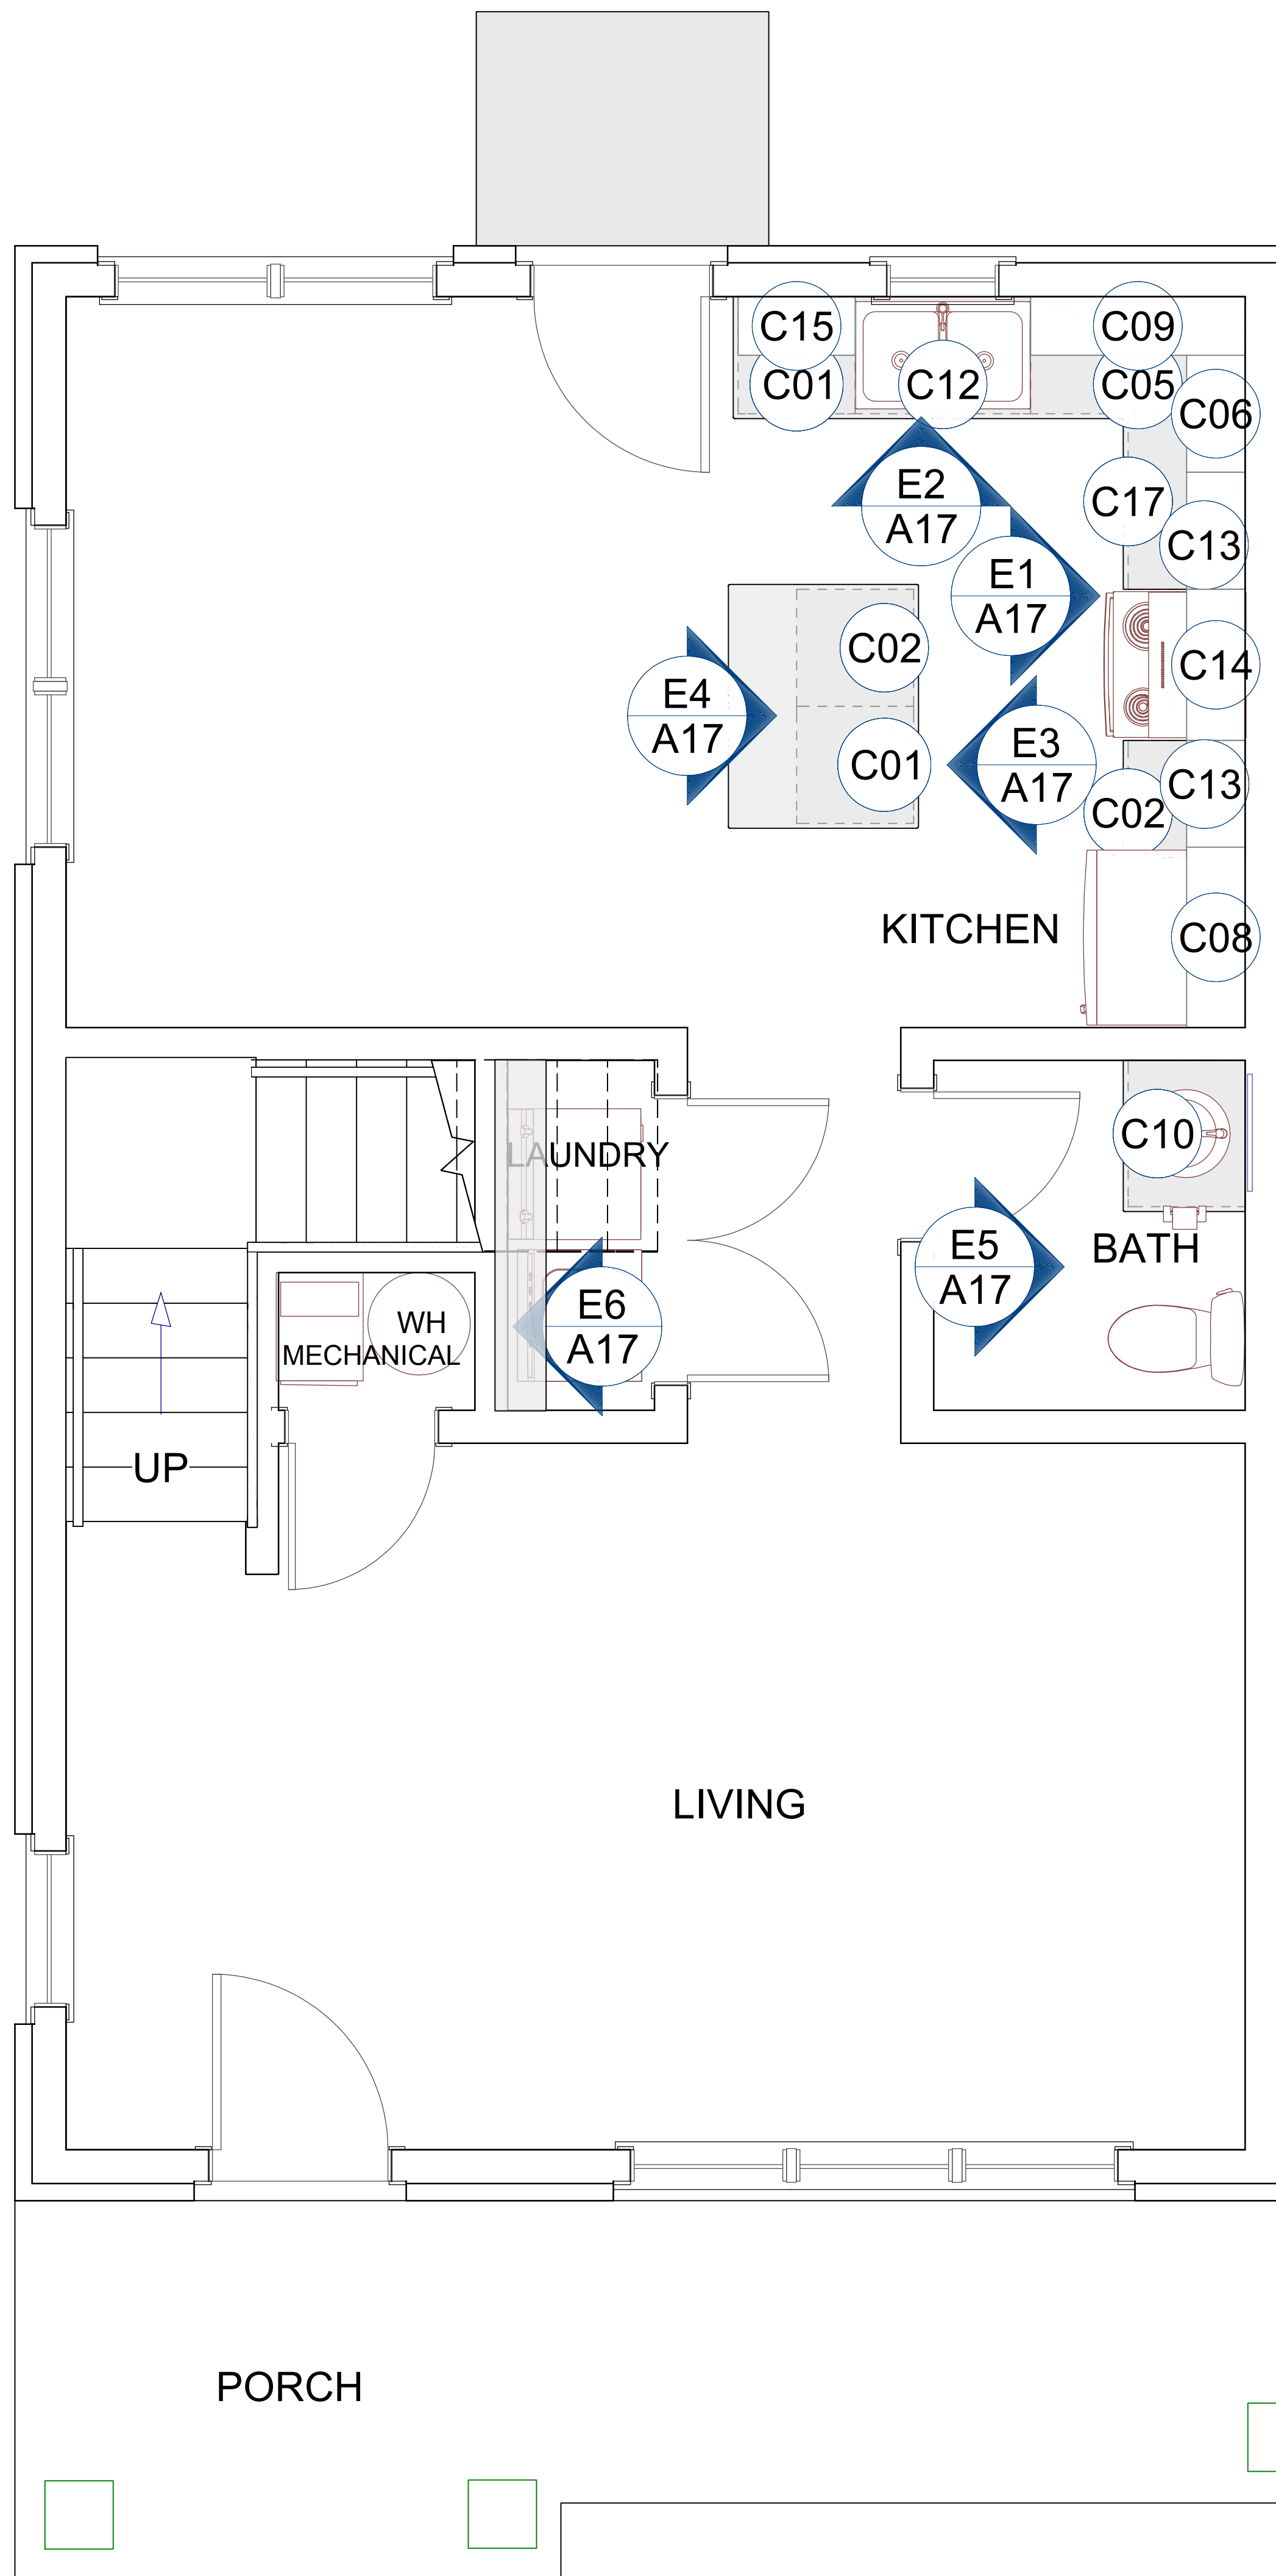 C15
C09
C01
C12
C05
C06
E2
A17
C17
C13
E1
A17
C02
C14
E4
A17
C01
E3
A17
C13
C02
KITCHEN
C08
C10
LAUNDRY
E5
A17
BATH
E6
A17
WH
MECHANICAL
UP
LIVING
PORCH